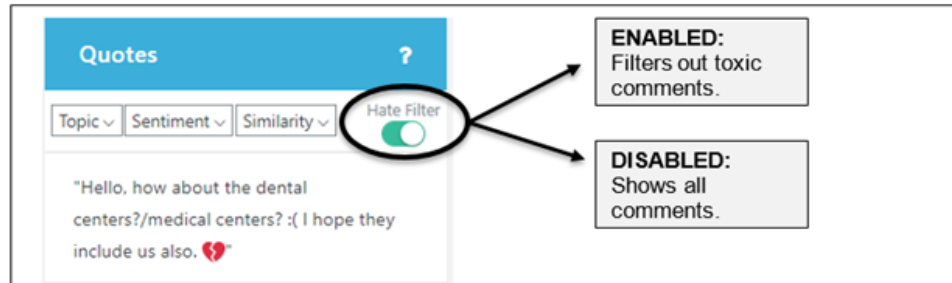 Quotes ?
Topic Sentiment Similarity Hate Filter
"Hello, how about the dental
centers?/medical centers? :( I hope they
include us also. 💔"
ENABLED:
Filters out toxic
comments.
DISABLED:
Shows all
comments.